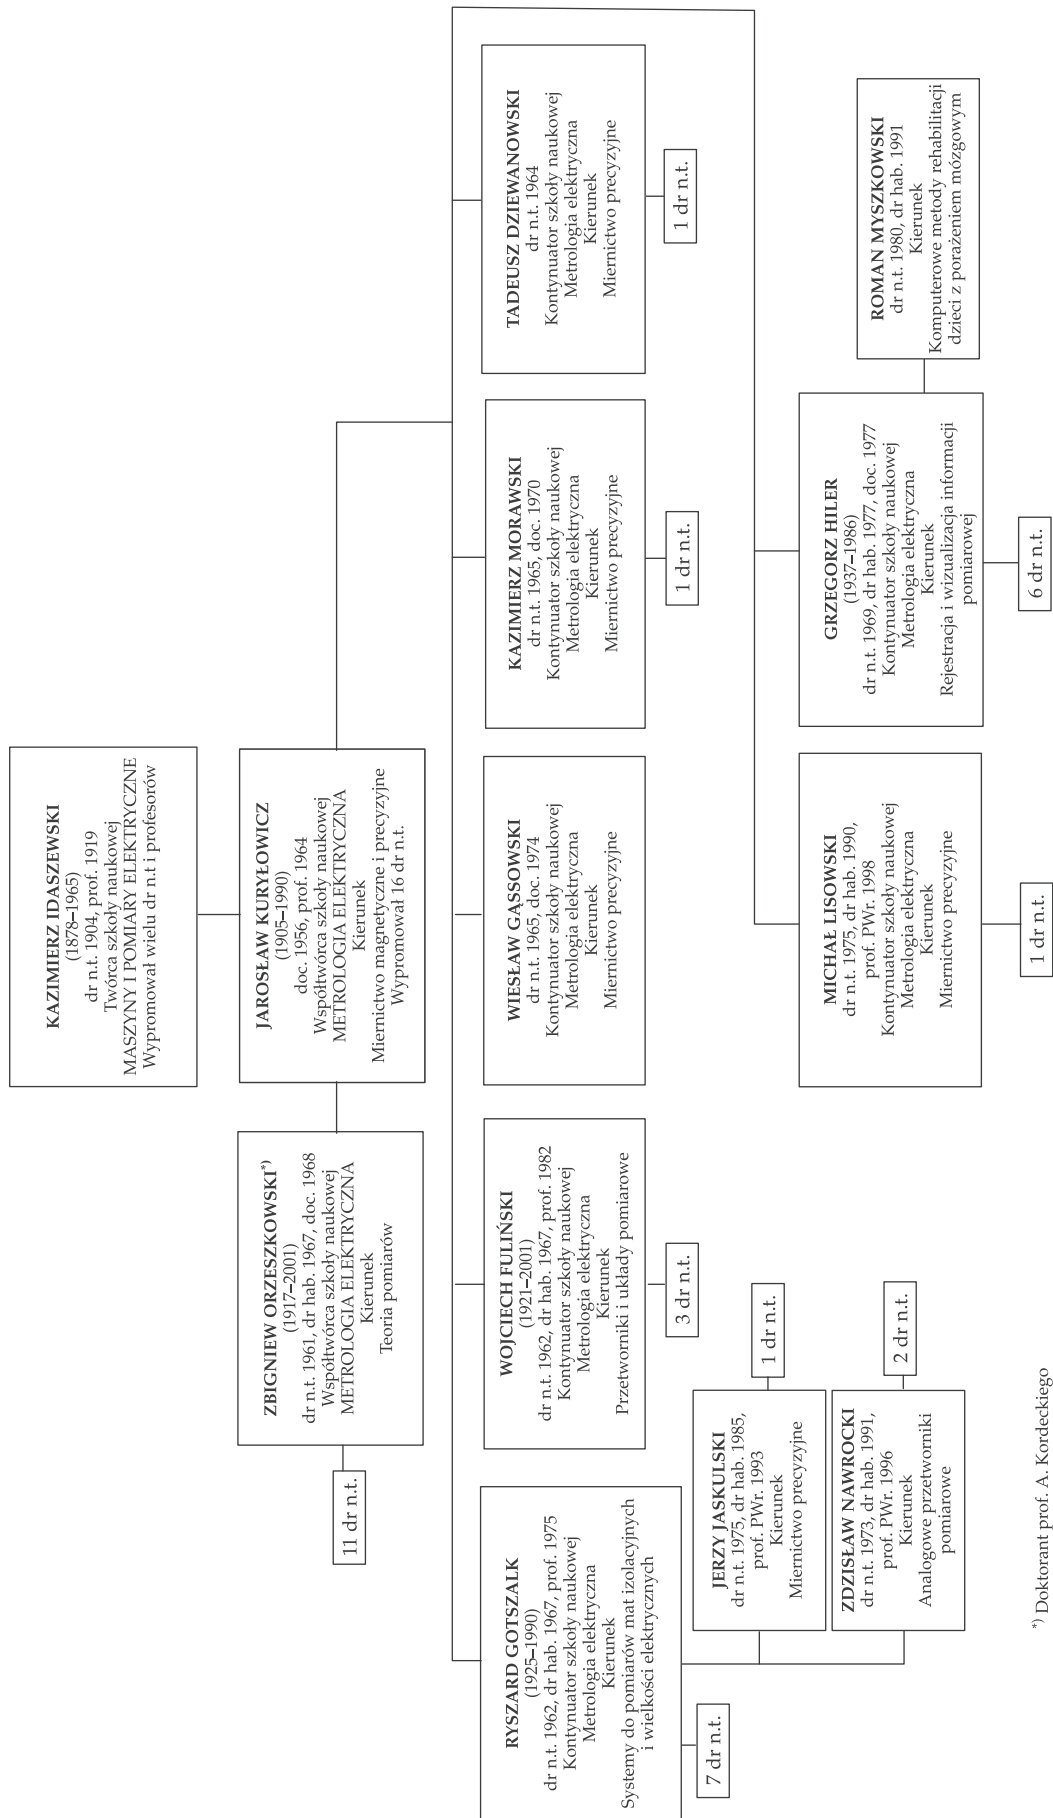 KAZIMIERZ IDASZEWSKI
(1878–1965)
dr n.t. 1904, prof. 1919
Twórca szkoły naukowej
MASZYNY I POMIARY ELEKTRYCZNE
Wypromował wielu dr n.t i profesorów
ZBIGNIEW ORZESZKOWSKI*)
(1917–2001)
dr n.t. 1961, dr hab. 1967, doc. 1968
Współtwórca szkoły naukowej
METROLOGIA ELEKTRYCZNA
Kierunek
Teoria pomiarów
11 dr n.t.
JAROSŁAW KURYŁOWICZ
(1905–1990)
doc. 1956, prof. 1964
Współtwórca szkoły naukowej
METROLOGIA ELEKTRYCZNA
Kierunek
Miernictwo magnetyczne i precyzyjne
Wypromował 16 dr n.t.
RYSZARD GOTSZALK
(1925–1990)
dr n.t. 1962, dr hab. 1967, prof. 1975
Kontynuator szkoły naukowej
Metrologia elektryczna
Kierunek
Systemy do pomiarów mat izolacyjnych
i wielkości elektrycznych
7 dr n.t.
WOJCIECH FULIŃSKI
(1921–2001)
dr n.t. 1962, dr hab. 1967, prof. 1982
Kontynuator szkoły naukowej
Metrologia elektryczna
Kierunek
Przetworniki i układy pomiarowe
3 dr n.t.
WIESŁAW GĄSSOWSKI
dr n.t. 1965, doc. 1974
Kontynuator szkoły naukowej
Metrologia elektryczna
Kierunek
Miernictwo precyzyjne
KAZIMIERZ MORAWSKI
dr n.t. 1965, doc. 1970
Kontynuator szkoły naukowej
Metrologia elektryczna
Kierunek
Miernictwo precyzyjne
1 dr n.t.
TADEUSZ DZIEWANOWSKI
dr n.t. 1964
Kontynuator szkoły naukowej
Metrologia elektryczna
Kierunek
Miernictwo precyzyjne
1 dr n.t.
JERZY JASKULSKI
dr n.t. 1975, dr hab. 1985,
prof. PWr. 1993
Kierunek
Miernictwo precyzyjne
1 dr n.t.
ZDZISŁAW NAWROCKI
dr n.t. 1973, dr hab. 1991,
prof. PWr. 1996
Kierunek
Analogowe przetworniki
pomiarowe
2 dr n.t.
MICHAŁ LISOWSKI
dr n.t. 1975, dr hab. 1990,
prof. PWr. 1998
Kontynuator szkoły naukowej
Metrologia elektryczna
Kierunek
Miernictwo precyzyjne
1 dr n.t.
GRZEGORZ HILER
(1937–1986)
dr n.t. 1969, dr hab. 1977, doc. 1977
Kontynuator szkoły naukowej
Metrologia elektryczna
Kierunek
Rejestracja i wizualizacja informacji
pomiarowej
6 dr n.t.
ROMAN MYSZKOWSKI
dr n.t. 1980, dr hab. 1991
Kierunek
Komputerowe metody rehabilitacji
dzieci z porażeniem mózgowym
*) Doktorant prof. A. Kordeckiego